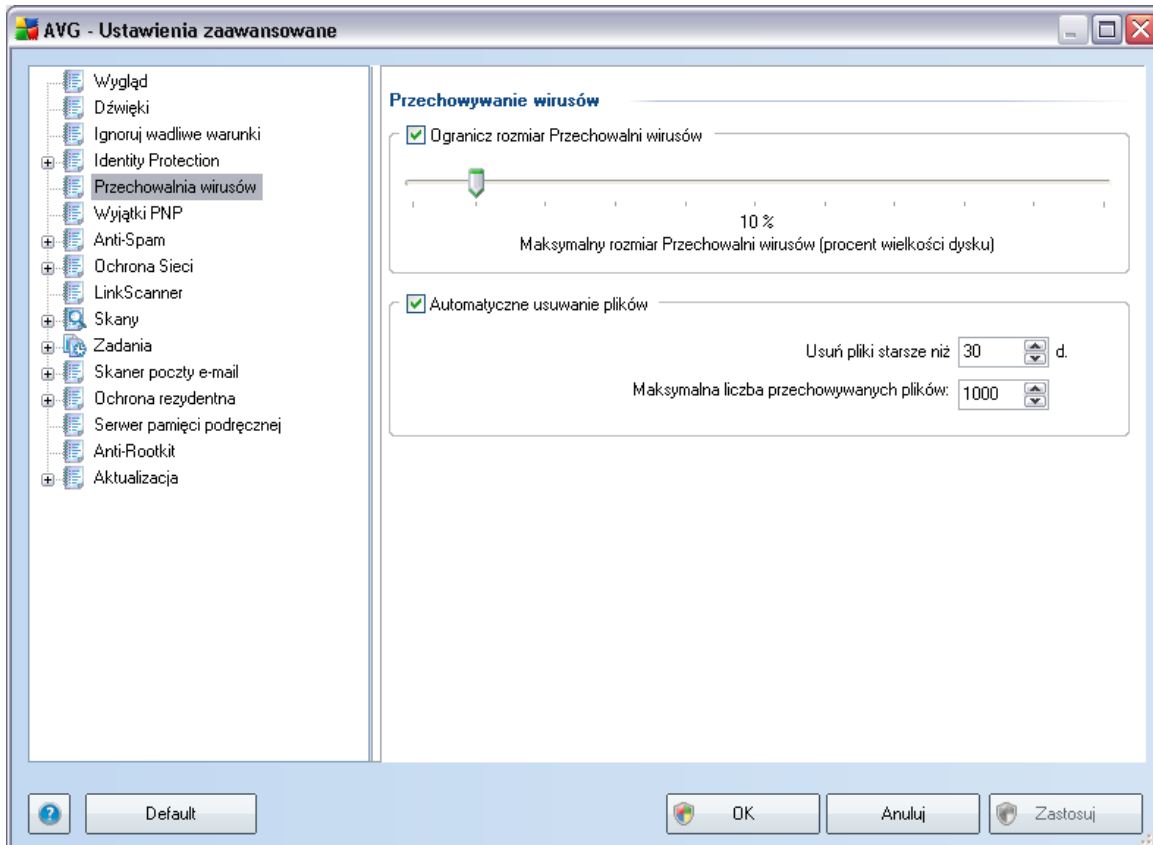 AVG - Ustawienia zaawansowane
Wygląd
Dźwięki
Ignoruj wadliwe warunki
Identity Protection
Przechowalnia wirusów
Wyjątki PNP
Anti-Spam
Ochrona Sieci
LinkScanner
Skany
Zadania
Skaner poczty e-mail
Ochrona rezydentna
Serwer pamięci podręcznej
Anti-Rootkit
Aktualizacja
Przechowywanie wirusów
Ogranicz rozmiar Przechowalni wirusów
10 %
Maksymalny rozmiar Przechowalni wirusów (procent wielkości dysku)
Automatyczne usuwanie plików
Usuń pliki starsze niż 30 d.
Maksymalna liczba przechowywanych plików: 1000
Default
OK
Anuluj
Zastosuj